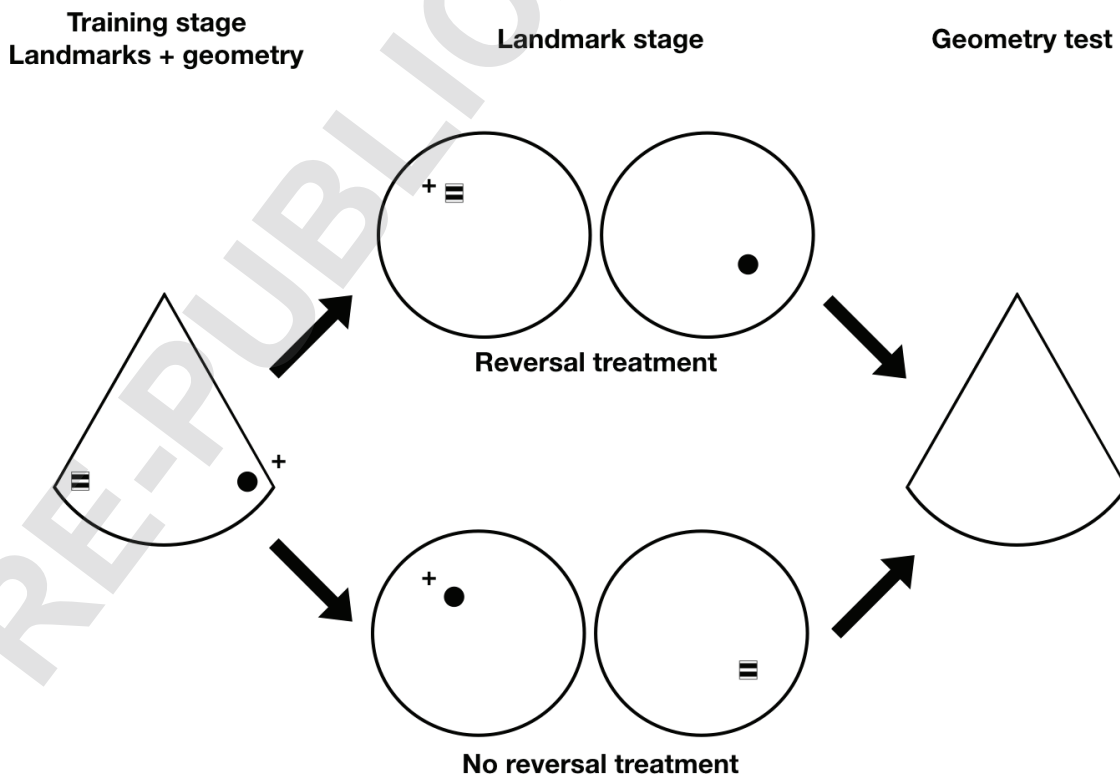 Training stage
Landmarks + geometry
Landmark stage
Geometry test
+
Reversal treatment
+
+
No reversal treatment
RE-PUBLIC